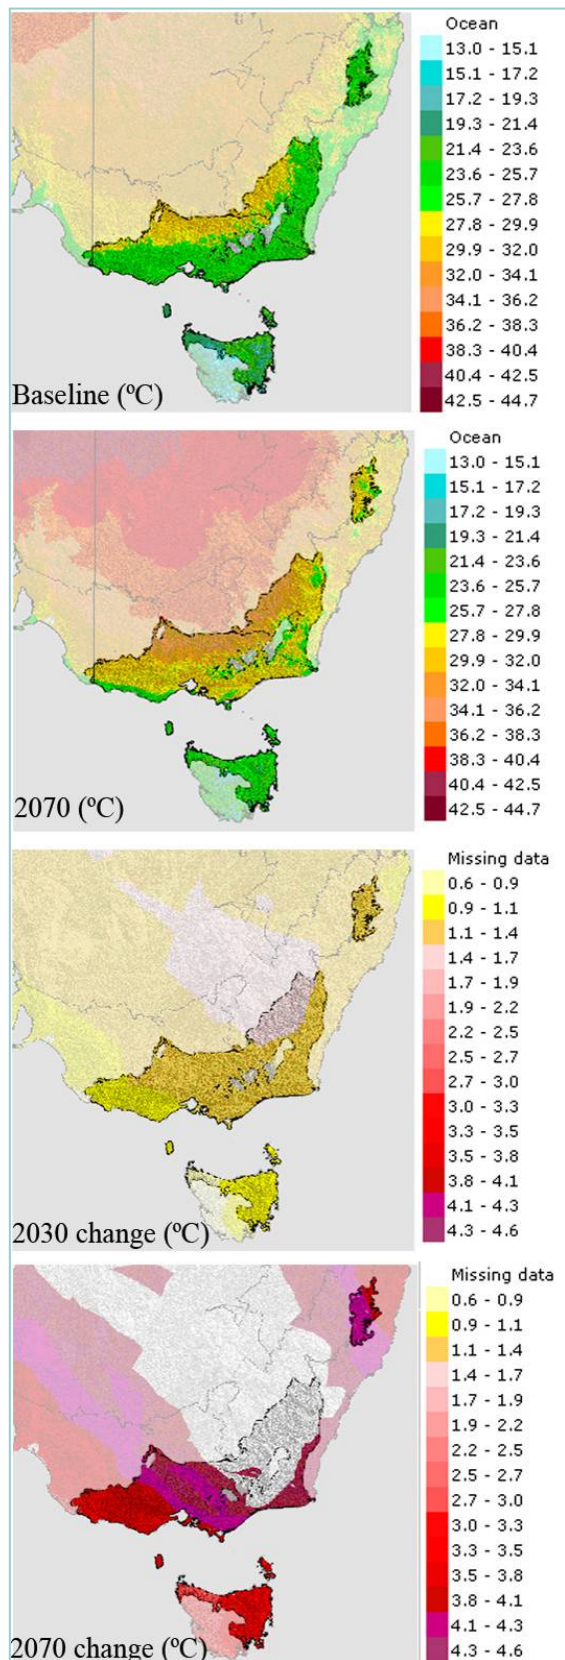 Ocean
13.0 - 15.1
15.1 - 17.2
17.2 - 19.3
19.3 - 21.4
21.4 - 23.6
23.6 - 25.7
25.7 - 27.8
27.8 - 29.9
29.9 - 32.0
32.0 - 34.1
34.1 - 36.2
36.2 - 38.3
38.3 - 40.4
40.4 - 42.5
42.5 - 44.7
Baseline (ºC)
Ocean
13.0 - 15.1
15.1 - 17.2
17.2 - 19.3
19.3 - 21.4
21.4 - 23.6
23.6 - 25.7
25.7 - 27.8
27.8 - 29.9
29.9 - 32.0
32.0 - 34.1
34.1 - 36.2
36.2 - 38.3
38.3 - 40.4
40.4 - 42.5
42.5 - 44.7
2070 (ºC)
Missing data
0.6 - 0.9
0.9 - 1.1
1.1 - 1.4
1.4 - 1.7
1.7 - 1.9
1.9 - 2.2
2.2 - 2.5
2.5 - 2.7
2.7 - 3.0
3.0 - 3.3
3.3 - 3.5
3.5 - 3.8
3.8 - 4.1
4.1 - 4.3
4.3 - 4.6
2030 change (ºC)
Missing data
0.6 - 0.9
0.9 - 1.1
1.1 - 1.4
1.4 - 1.7
1.7 - 1.9
1.9 - 2.2
2.2 - 2.5
2.5 - 2.7
2.7 - 3.0
3.0 - 3.3
3.3 - 3.5
3.5 - 3.8
3.8 - 4.1
4.1 - 4.3
4.3 - 4.6
2070 change (ºC)